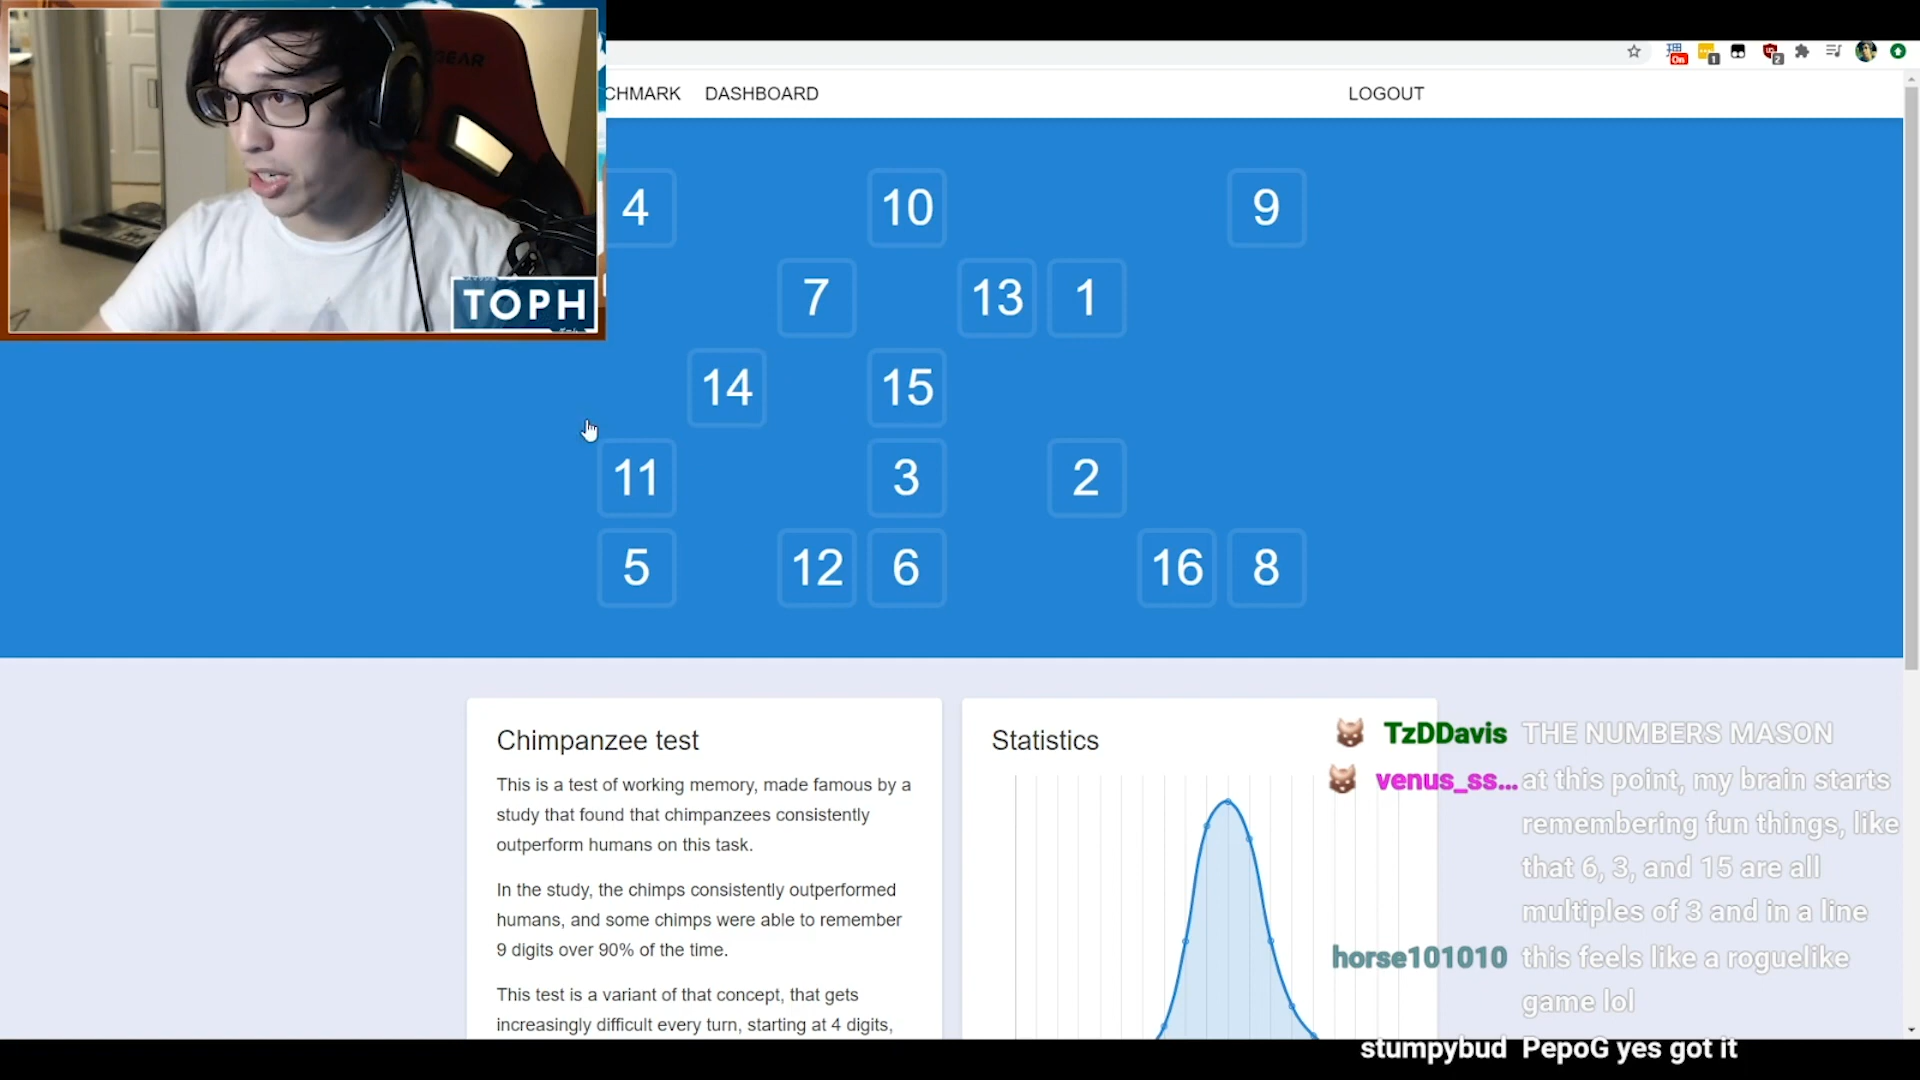 GEAR
TOPH
CHMARK DASHBOARD LOGOUT
On 1 2
4 10 9
7 13 1
14 15
11 3 2
5 12 6 16 8
Chimpanzee test
This is a test of working memory, made famous by a
study that found that chimpanzees consistently
outperform humans on this task.
In the study, the chimps consistently outperformed
humans, and some chimps were able to remember
9 digits over 90% of the time.
This test is a variant of that concept, that gets
increasingly difficult every turn, starting at 4 digits,
Statistics
TzDDavis THE NUMBERS MASON
venus_ss... at this point, my brain starts
remembering fun things, like
that 6, 3, and 15 are all
multiples of 3 and in a line
horse101010 this feels like a roguelike
game lol
stumpybud PepoG yes got it